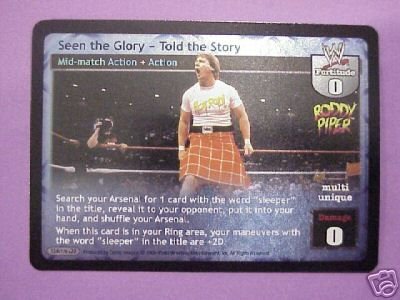 Seen the Glory – Told the Story
Mid-match Action + Action
W
Fortitude
0
RODDY
PIPER
HotRod
Search your Arsenal for 1 card with the word "sleeper"
in the title, reveal it to your opponent, put it into your
hand, and shuffle your Arsenal.
When this card is in your Ring area, your maneuvers with
the word "sleeper" in the title are +2D.
multi
unique
Damage
0